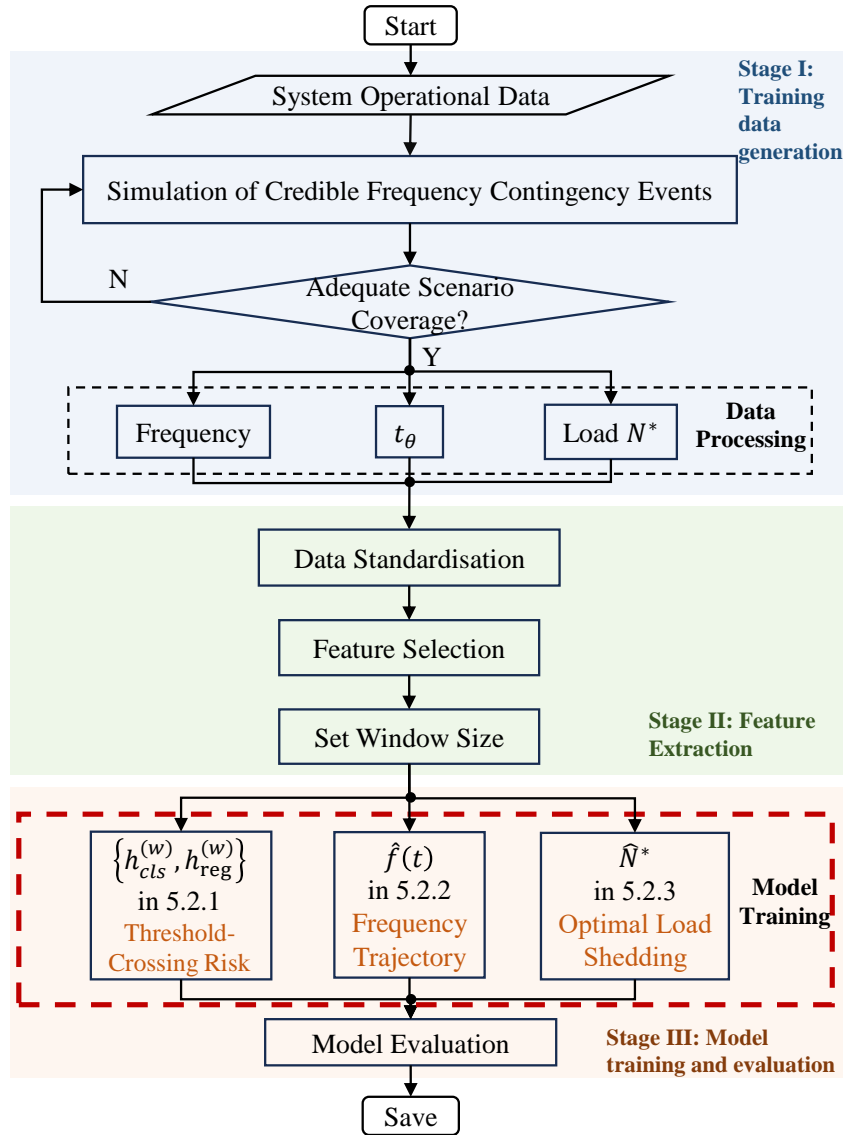 Start
Stage I:
Training
data
generation
System Operational Data
Simulation of Credible Frequency Contingency Events
N
Adequate Scenario
Coverage?
Y
Frequency
t_θ
Load N*
Data
Processing
Data Standardisation
Feature Selection
Set Window Size
Stage II: Feature
Extraction
{h_{cls}^{(w)}, h_{reg}^{(w)}}
in 5.2.1
Threshold-
Crossing Risk
f̂(t)
in 5.2.2
Frequency
Trajectory
N̂*
in 5.2.3
Optimal Load
Shedding
Model
Training
Model Evaluation
Stage III: Model
training and evaluation
Save